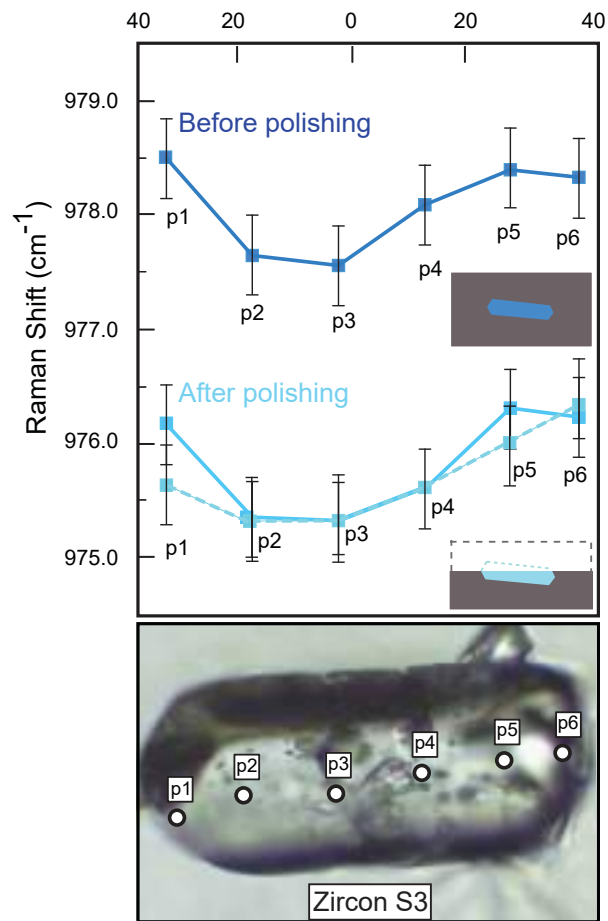 40 20 0 20 40
979.0
978.0
977.0
976.0
975.0
Raman Shift (cm-1)
Before polishing
p1
p2
p3
p4
p5
p6
After polishing
p1
p2
p3
p4
p5
p6
p1
p2
p3
p4
p5
p6
Zircon S3